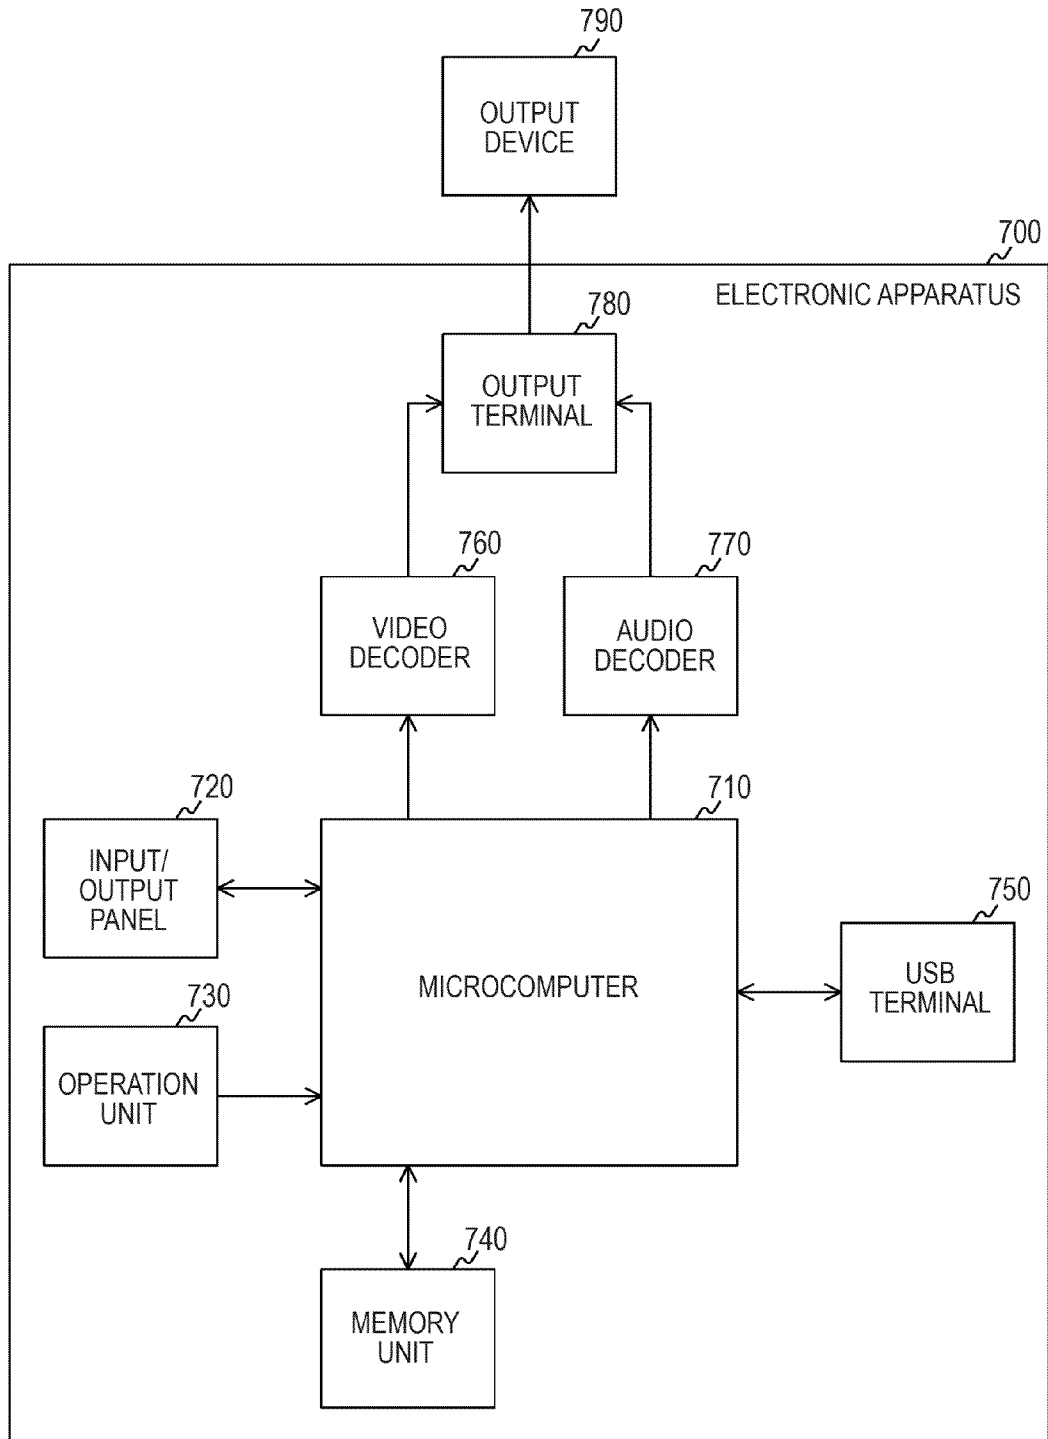 790
OUTPUT
DEVICE
700
ELECTRONIC APPARATUS
780
OUTPUT
TERMINAL
760
VIDEO
DECODER
770
AUDIO
DECODER
720
INPUT/
OUTPUT
PANEL
710
MICROCOMPUTER
750
USB
TERMINAL
730
OPERATION
UNIT
740
MEMORY
UNIT